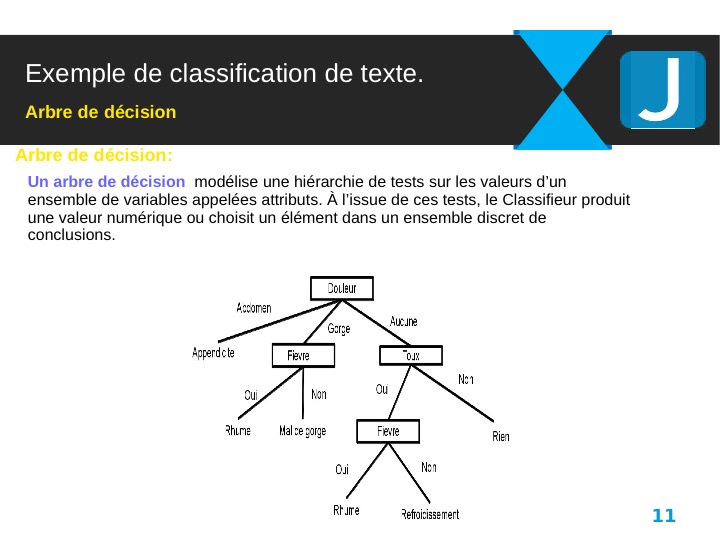 Exemple de classification de texte.
Arbre de décision
J
Arbre de décision:
Un arbre de décision modélise une hiérarchie de tests sur les valeurs d'un
ensemble de variables appelées attributs. À l'issue de ces tests, le Classifieur produit
une valeur numérique ou choisit un élément dans un ensemble discret de
conclusions.
Douleur
Abdomen
Gorge
Aucune
Appendicite
Fievre
Toux
Oui
Non
Oui
Non
Rhume
Mal de gorge
Fievre
Rien
Oui
Non
Rhume
Refroidissement
11